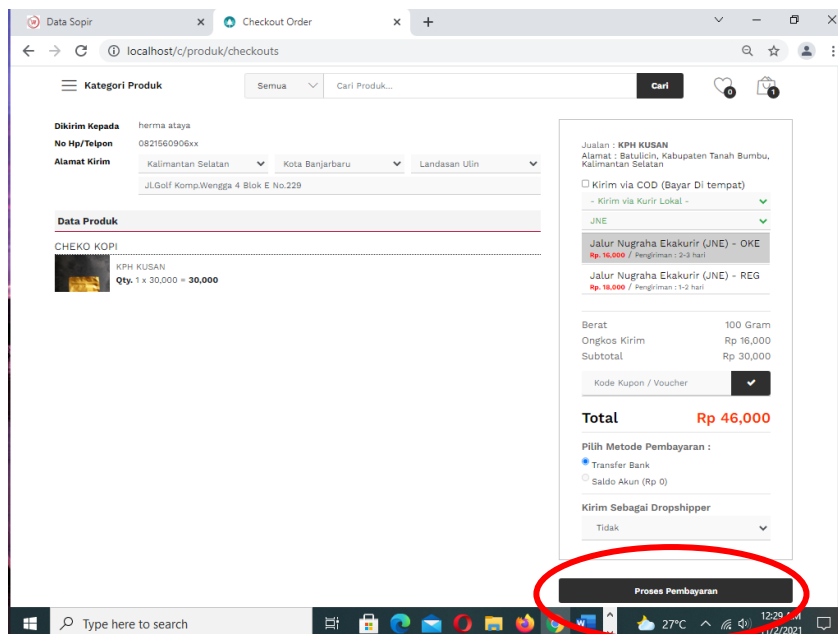 Data Sopir
Checkout Order
localhost/c/produk/checkouts
Kategori Produk
Semua
Cari Produk...
Cari
0
1
Dikirim Kepada herma ataya
No Hp/Telpon 0821560906xx
Alamat Kirim Kalimantan Selatan Kota Banjarbaru Landasan Ulin
Jl.Golf Komp.Wengga 4 Blok E No.229
Data Produk
CHEKO KOPI
KPH KUSAN
Qty. 1 x 30,000 = 30,000
Jualan : KPH KUSAN
Alamat : Batulicin, Kabupaten Tanah Bumbu,
Kalimantan Selatan
Kirim via COD (Bayar Di tempat)
- Kirim via Kurir Lokal -
JNE
Jalur Nugraha Ekakurir (JNE) - OKE
Rp. 16,000 / Pengiriman : 2-3 hari
Jalur Nugraha Ekakurir (JNE) - REG
Rp. 18,000 / Pengiriman : 1-2 hari
Berat 100 Gram
Ongkos Kirim Rp 16,000
Subtotal Rp 30,000
Kode Kupon / Voucher
Total Rp 46,000
Pilih Metode Pembayaran :
Transfer Bank
Saldo Akun (Rp 0)
Kirim Sebagai Dropshipper
Tidak
Proses Pembayaran
Type here to search
27°C
12:29
/2/2021